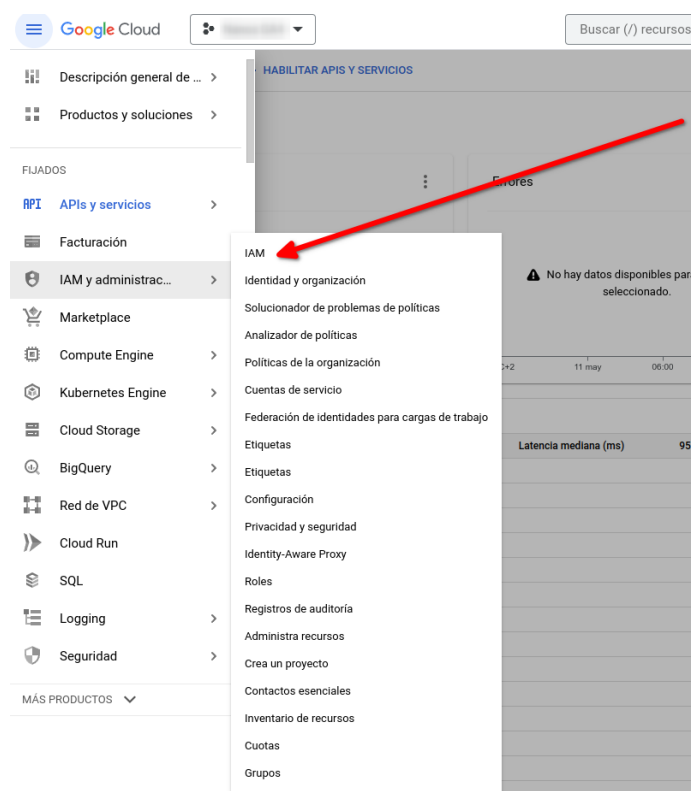 Google Cloud
Buscar (/) recursos
Descripción general de ...
Productos y soluciones
HABILITAR APIS Y SERVICIOS
FIJADOS
API APIs y servicios
Facturación
IAM y administrac...
Marketplace
Compute Engine
Kubernetes Engine
Cloud Storage
BigQuery
Red de VPC
Cloud Run
SQL
Logging
Seguridad
MÁS PRODUCTOS
IAM
Identidad y organización
Solucionador de problemas de políticas
Analizador de políticas
Políticas de la organización
Cuentas de servicio
Federación de identidades para cargas de trabajo
Etiquetas
Etiquetas
Configuración
Privacidad y seguridad
Identity-Aware Proxy
Roles
Registros de auditoría
Administra recursos
Crea un proyecto
Contactos esenciales
Inventario de recursos
Cuotas
Grupos
Errores
No hay datos disponibles para
seleccionado.
+2 11 may 06:00
Latencia mediana (ms) 95